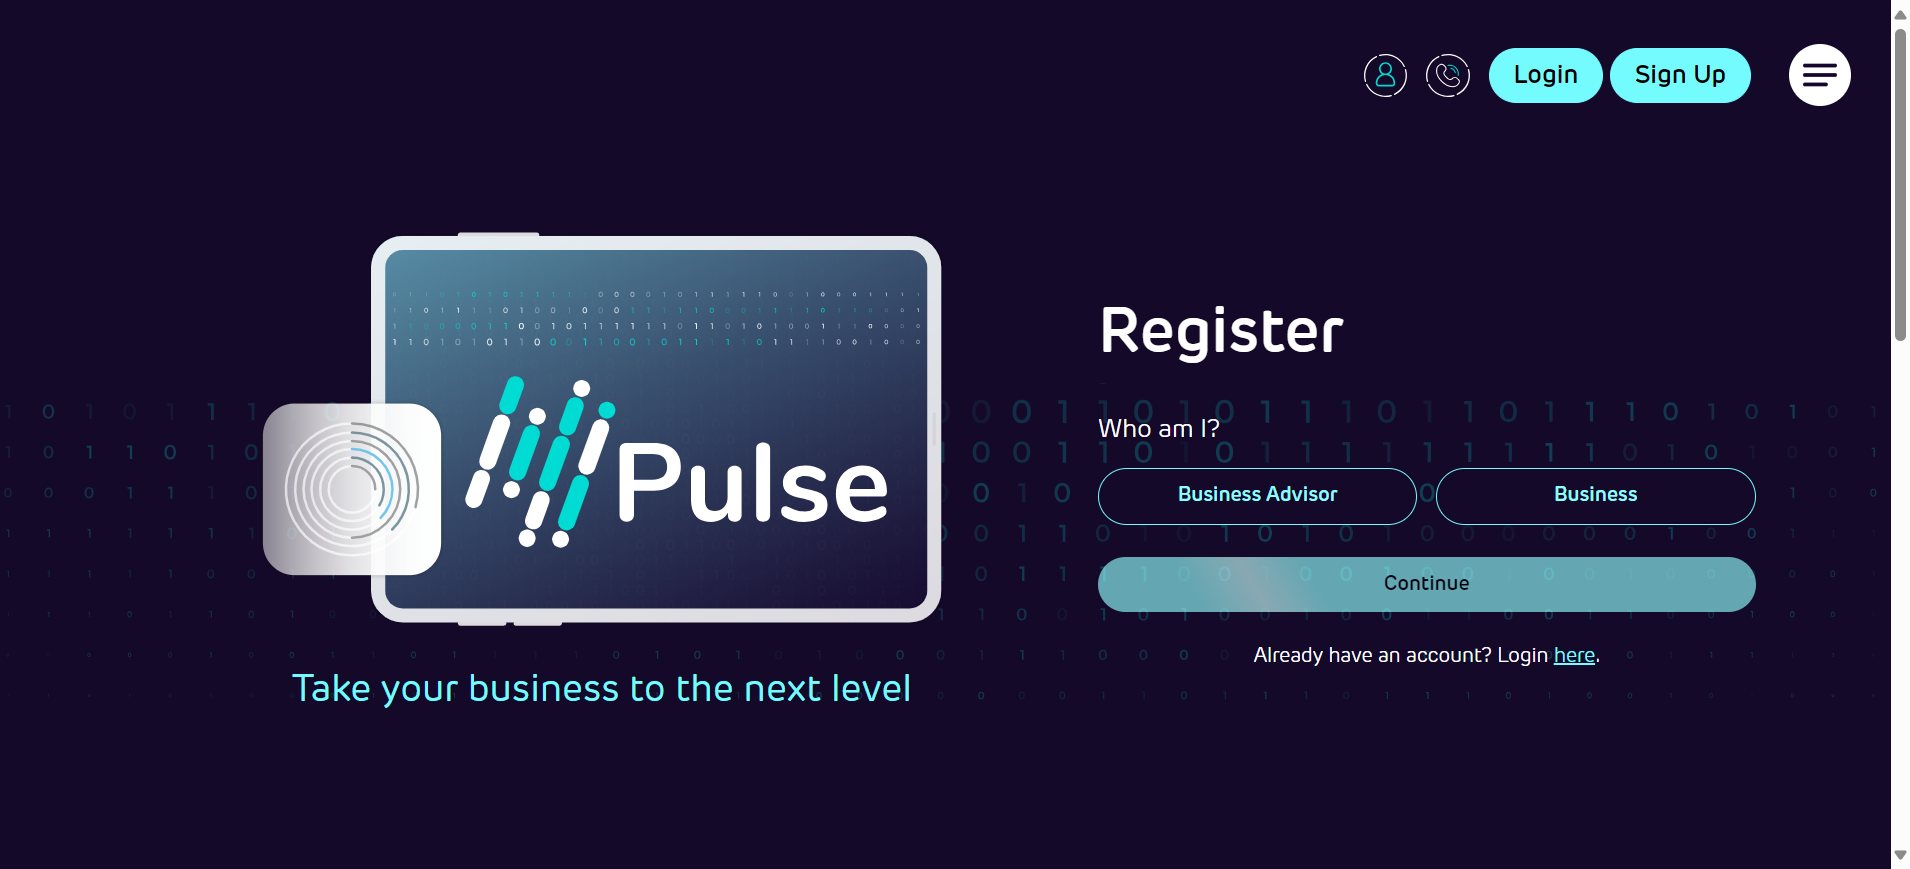 Login
Sign Up
Pulse
Take your business to the next level
Register
Who am I?
Business Advisor
Business
Continue
Already have an account? Login here.